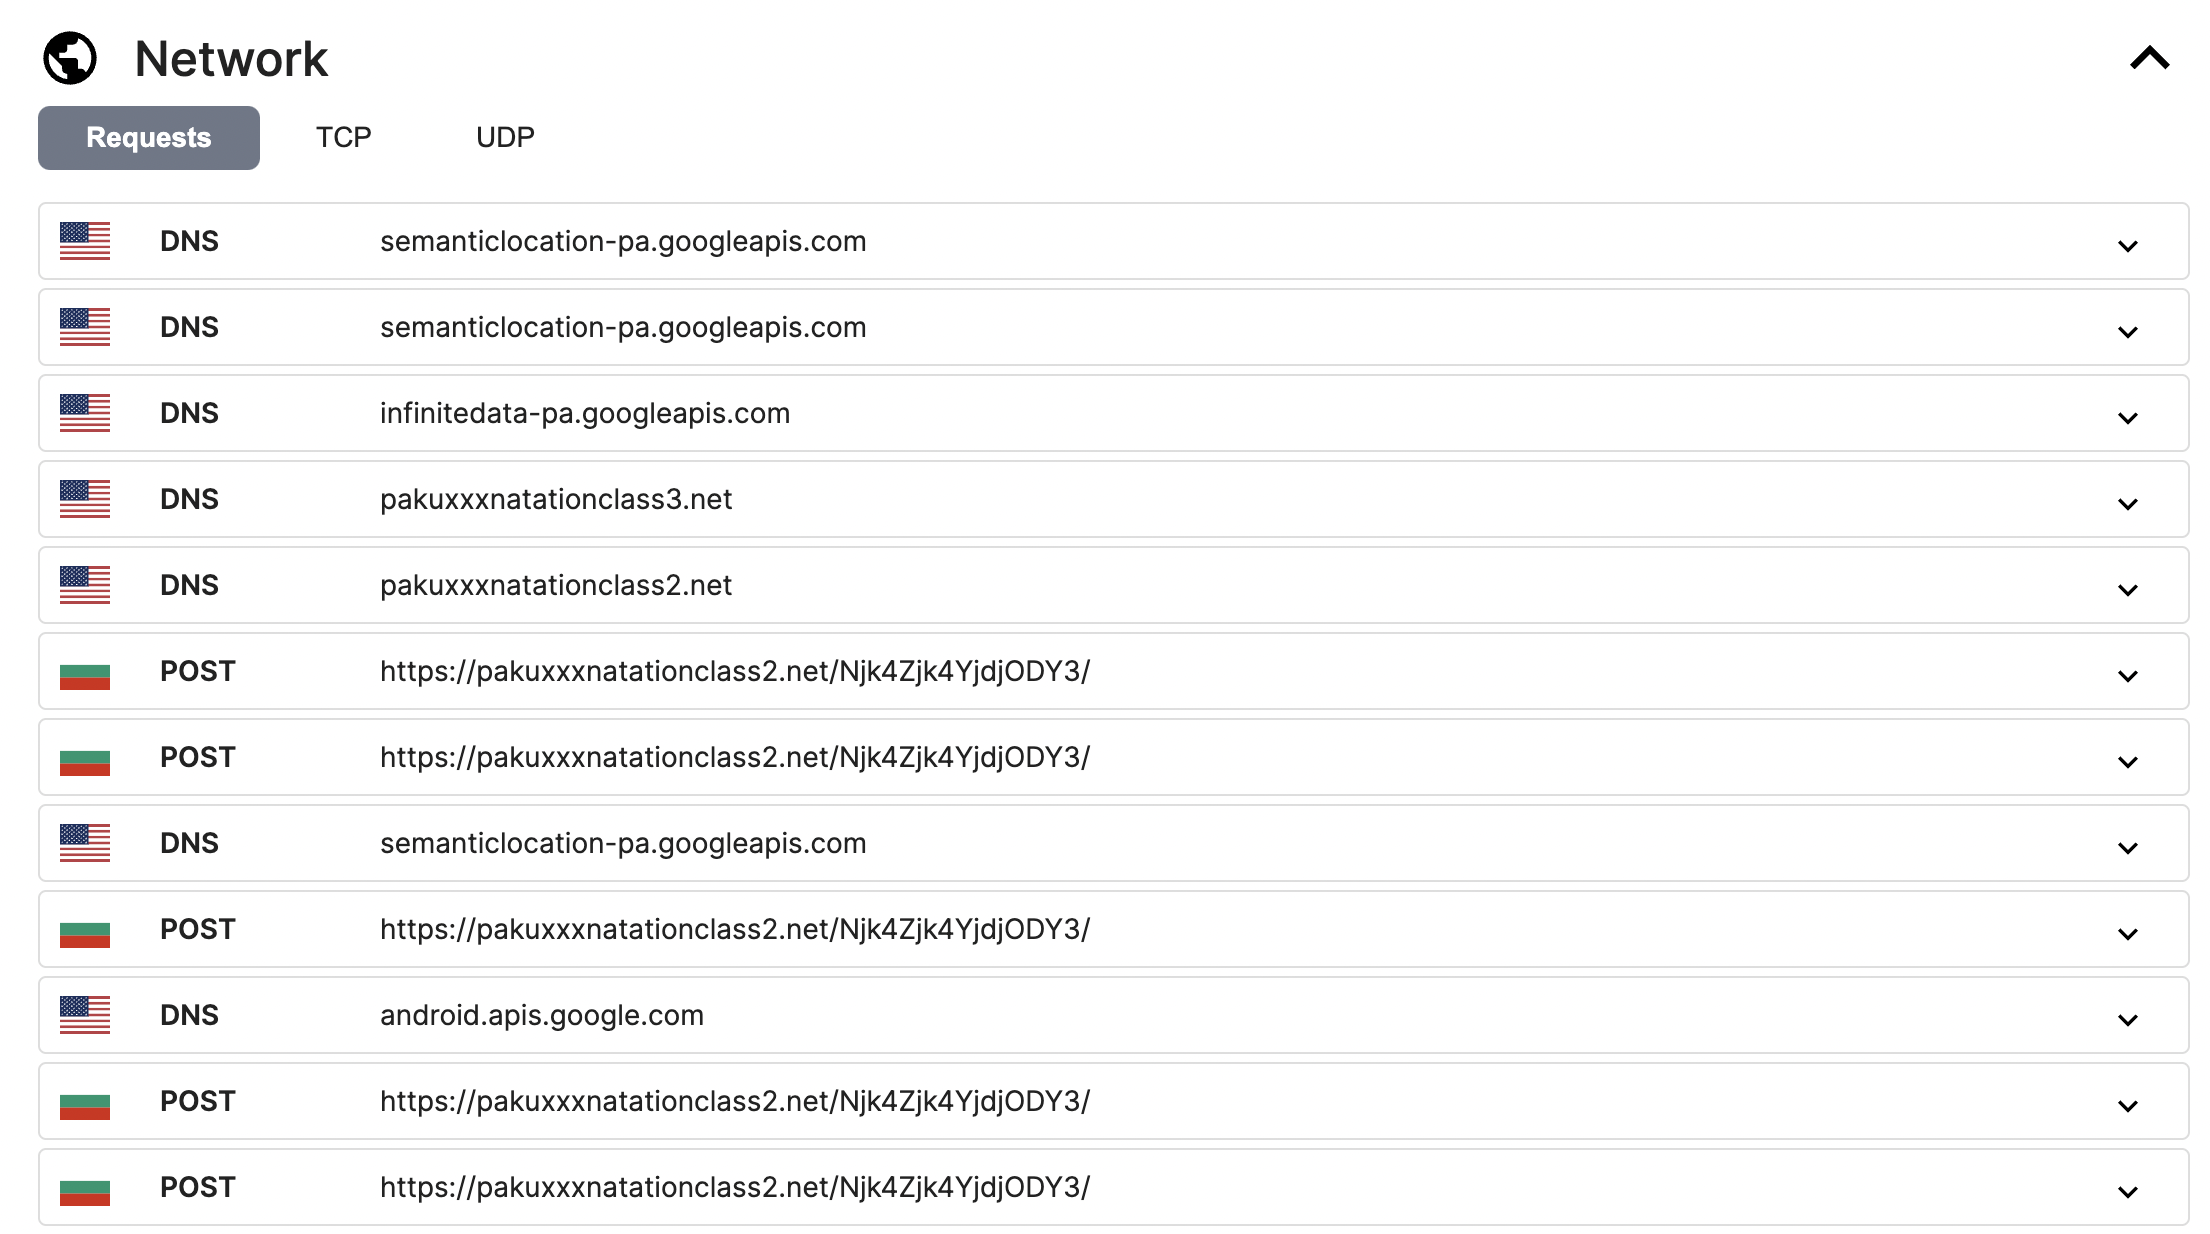 Network
Requests TCP UDP
DNS semanticlocation-pa.googleapis.com
DNS semanticlocation-pa.googleapis.com
DNS infinitedata-pa.googleapis.com
DNS pakuxxxnatationclass3.net
DNS pakuxxxnatationclass2.net
POST https://pakuxxxnatationclass2.net/Njk4Zjk4YjdjODY3/
POST https://pakuxxxnatationclass2.net/Njk4Zjk4YjdjODY3/
DNS semanticlocation-pa.googleapis.com
POST https://pakuxxxnatationclass2.net/Njk4Zjk4YjdjODY3/
DNS android.apis.google.com
POST https://pakuxxxnatationclass2.net/Njk4Zjk4YjdjODY3/
POST https://pakuxxxnatationclass2.net/Njk4Zjk4YjdjODY3/